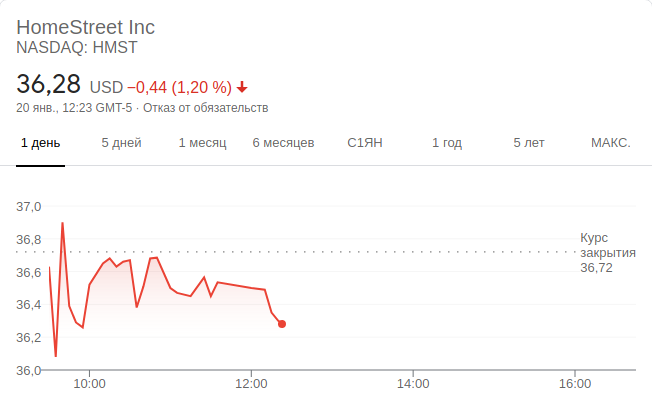 HomeStreet Inc
NASDAQ: HMST
36,28 USD −0,44 (1,20 %)
20 янв., 12:23 GMT-5 · Отказ от обязательств
1 день 5 дней 1 месяц 6 месяцев С1ЯН 1 год 5 лет МАКС.
37,0
36,8
36,6
36,4
36,2
36,0
Курс
закрытия
36,72
10:00 12:00 14:00 16:00